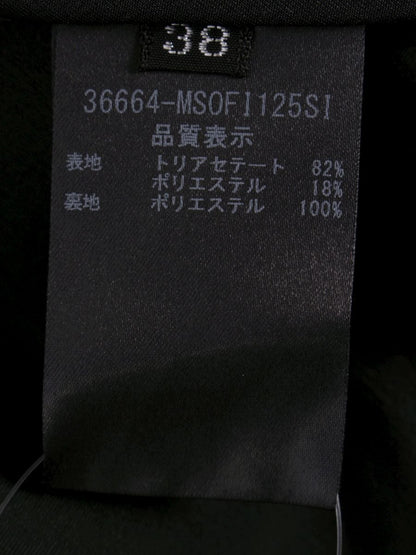 38
36664-MSOFI125SI
品質表示
表地 トリアセテート 82%
ポリエステル 18%
裏地 ポリエステル 100%